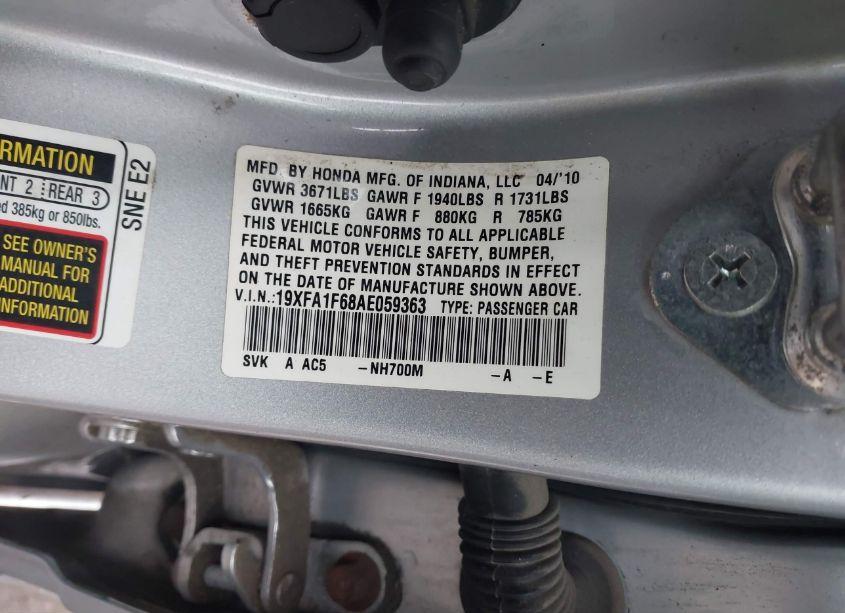 RMATION
NT 2 REAR 3
d 385kg or 850lbs.
SEE OWNER'S
MANUAL FOR
ADDITIONAL
INFORMATION
SNE E2
MFD. BY HONDA MFG. OF INDIANA, LLC 04/'10
GVWR 3671LBS GAWR F 1940LBS R 1731LBS
GVWR 1665KG GAWR F 880KG R 785KG
THIS VEHICLE CONFORMS TO ALL APPLICABLE
FEDERAL MOTOR VEHICLE SAFETY, BUMPER,
AND THEFT PREVENTION STANDARDS IN EFFECT
ON THE DATE OF MANUFACTURE SHOWN ABOVE.
V.I.N.:19XFA1F68AE059363 TYPE: PASSENGER CAR
SVK A AC5 -NH700M -A -E